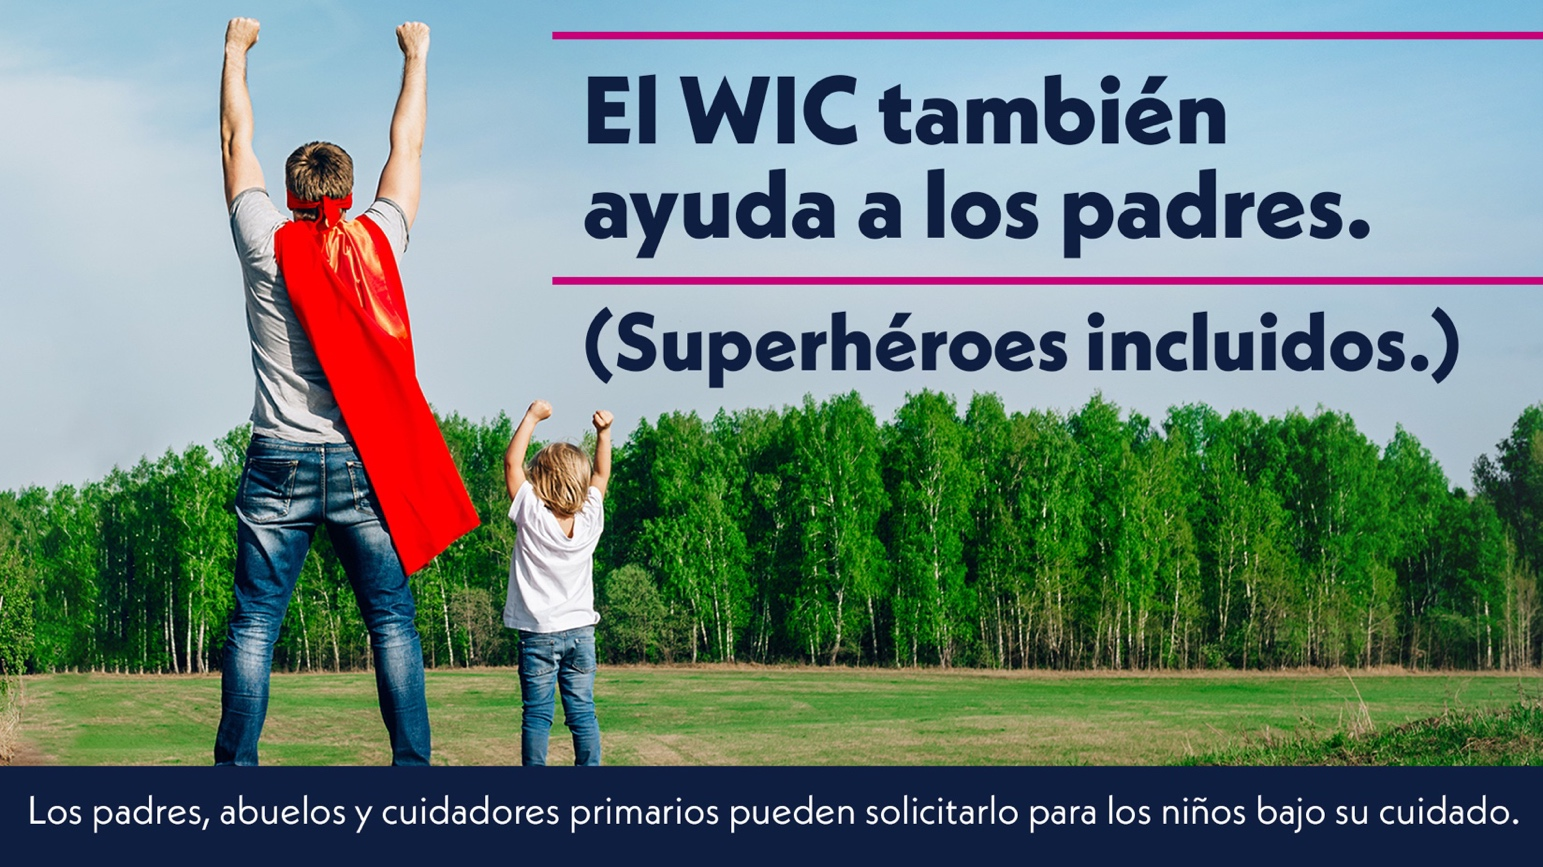 El WIC también
ayuda a los padres.
(Superhéroes incluidos.)
Los padres, abuelos y cuidadores primarios pueden solicitarlo para los niños bajo su cuidado.